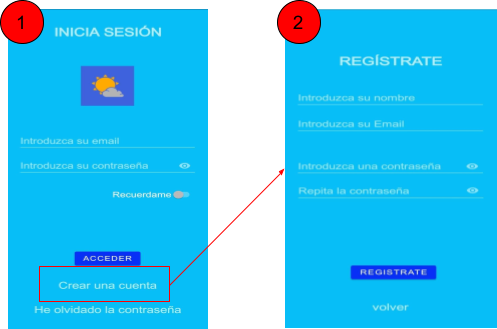 1
INICIA SESIÓN
Introduzca su email
Introduzca su contraseña
Recuerdame
ACCEDER
Crear una cuenta
He olvidado la contraseña
2
REGÍSTRATE
Introduzca su nombre
Introduzca su Email
Introduzca una contraseña
Repita la contraseña
REGISTRATE
volver